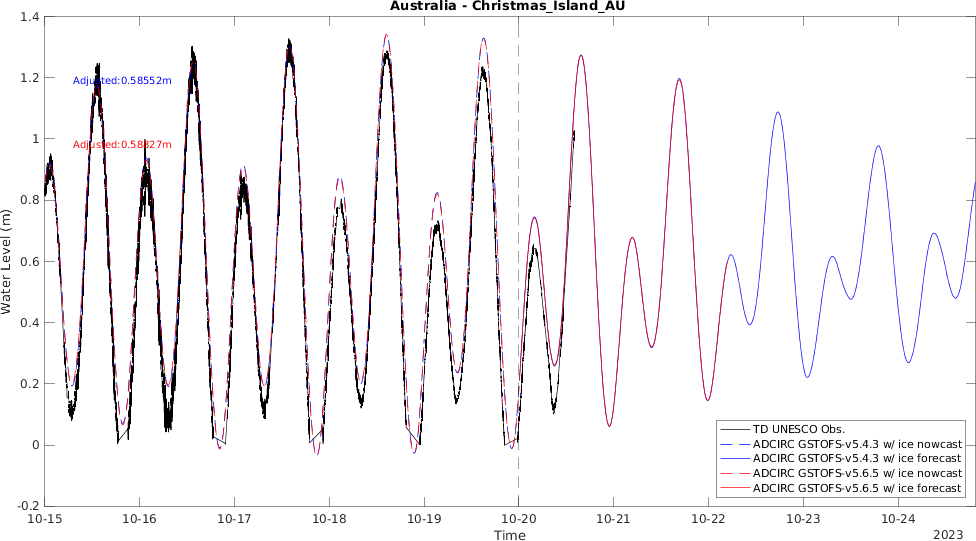 Australia - Christmas_Island_AU
1.4
1.2
1
0.8
0.6
0.4
0.2
0
-0.2
Water Level (m)
Adjusted:0.58552m
Adjusted:0.58827m
TD UNESCO Obs.
ADCIRC GSTOFS-v5.4.3 w/ ice nowcast
ADCIRC GSTOFS-v5.4.3 w/ ice forecast
ADCIRC GSTOFS-v5.6.5 w/ ice nowcast
ADCIRC GSTOFS-v5.6.5 w/ ice forecast
10-15 10-16 10-17 10-18 10-19 10-20 10-21 10-22 10-23 10-24
Time
2023